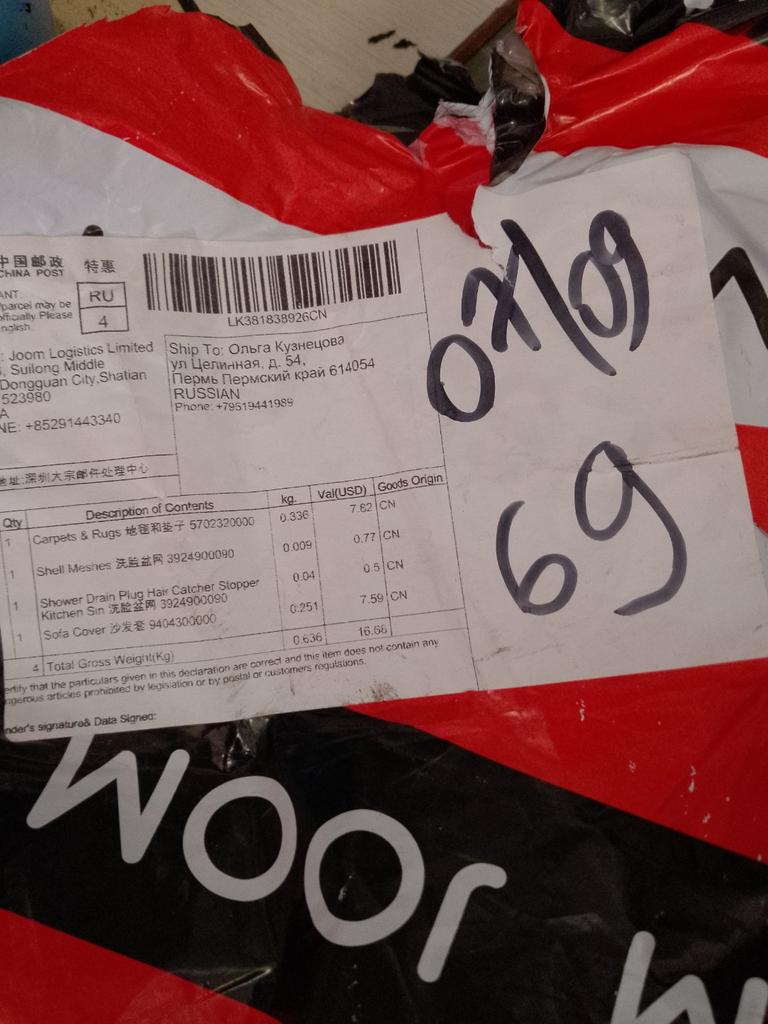 中国邮政 特惠
CHINA POST
RU
4
ANT:
parcel may be
officially. Please
nglish.
LK381838926CN
: Joom Logistics Limited
, Suilong Middle
Dongguan City,Shatian
523980
A
NE: +85291443340
Ship To: Ольга Кузнецова
ул Целинная, д. 54,
Пермь Пермский край 614054
RUSSIAN
Phone: +79519441989
地址:深圳大宗邮件处理中心
Qty Description of Contents kg. Val(USD) Goods Origin
1 Carpets & Rugs 地毯和垫子 5702320000 0.336 7.82 CN
1 Shell Meshes 洗脸盆网 3924900090 0.009 0.77 CN
1 Shower Drain Plug Hair Catcher Stopper
Kitchen Sin 洗脸盆网 3924900090 0.04 0.5 CN
1 Sofa Cover 沙发套 9404300000 0.251 7.59 CN
4 Total Gross Weight(Kg) 0.636 16.68
ertify that the particulars given in this declaration are correct and this item does not contain any
ngerous articles prohibited by legislation or by postal or customers regulations.
nder's signature& Data Signed:
07/09
69
JOOM